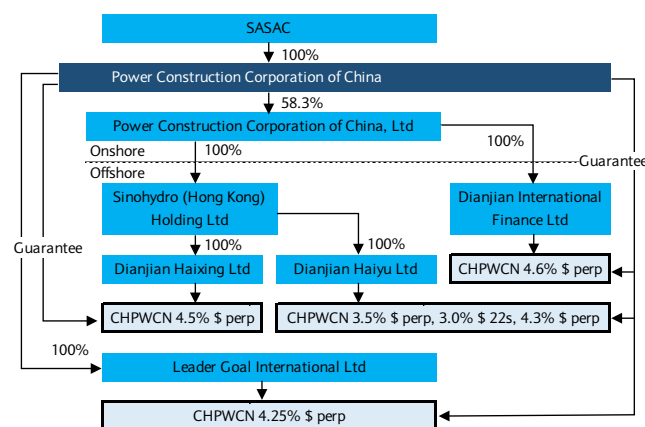 SASAC
100%
Power Construction Corporation of China
58.3%
Power Construction Corporation of China, Ltd
100%
100%
Onshore
Guarantee
Offshore
Sinohydro (Hong Kong)
Holding Ltd
Dianjian International
Finance Ltd
Guarantee
100%
100%
Dianjian Haixing Ltd
Dianjian Haiyu Ltd
CHPWCN 4.6% $ perp
CHPWCN 4.5% $ perp
CHPWCN 3.5% $ perp, 3.0% $ 22s, 4.3% $ perp
100%
Leader Goal International Ltd
CHPWCN 4.25% $ perp